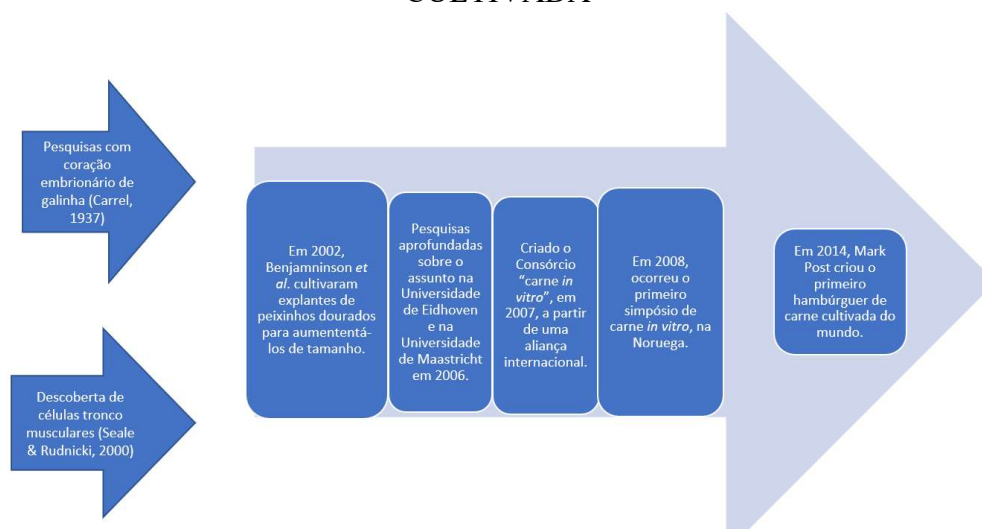 CULTIVADA
Pesquisas com
coração
embrionário de
galinha (Carrel,
1937)
Descoberta de
células tronco
musculares (Seale
& Rudnicki, 2000)
Em 2002,
Benjamninson et
al. cultivaram
explantes de
peixinhos dourados
para aumententá-
los de tamanho.
Pesquisas
aprofundadas
sobre o
assunto na
Universidade
de Eidhoven
e na
Universidade
de Maastricht
em 2006.
Criado o
Consórcio
"carne in
vitro", em
2007, a partir
de uma
aliança
internacional.
Em 2008,
ocorreu o
primeiro
simpósio de
carne in vitro, na
Noruega.
Em 2014, Mark
Post criou o
primeiro
hambúrguer de
carne cultivada do
mundo.